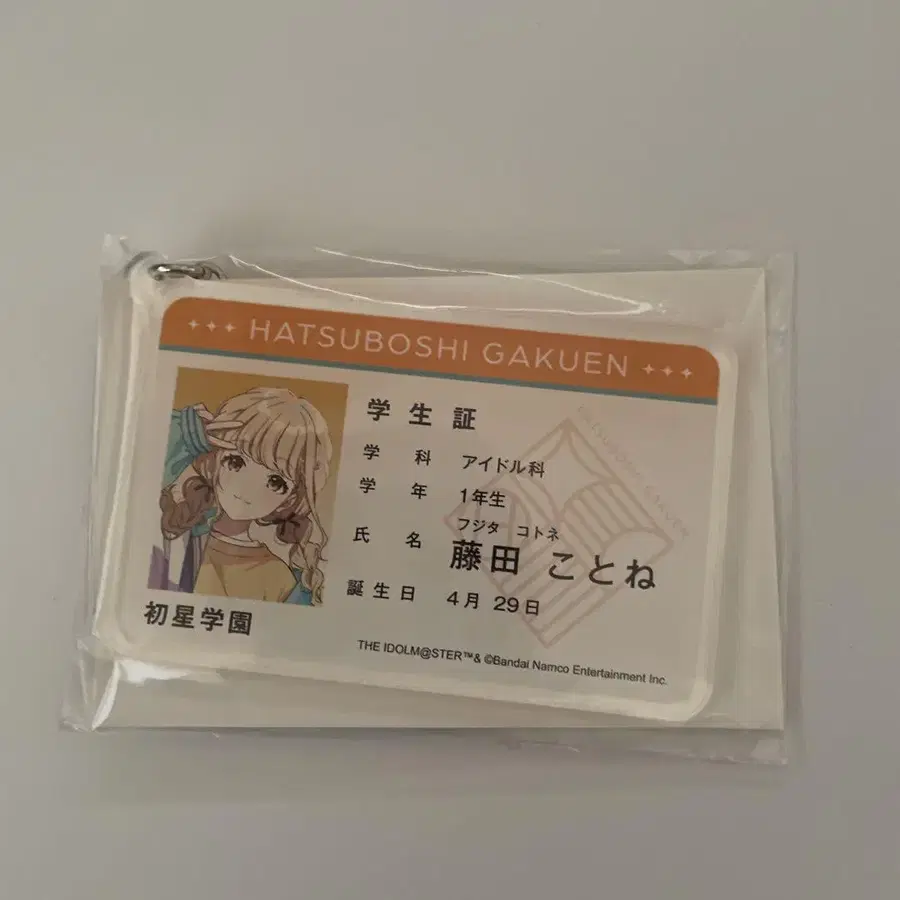 HATSUBOSHI GAKUEN
学生証
学科 アイドル科
学年 1年生
フジタ コトネ
氏名 藤田 ことね
誕生日 4月 29日
初星学園
THE IDOLM@STER™& ©Bandai Namco Entertainment Inc.
HATSUBOSHI GAKUEN